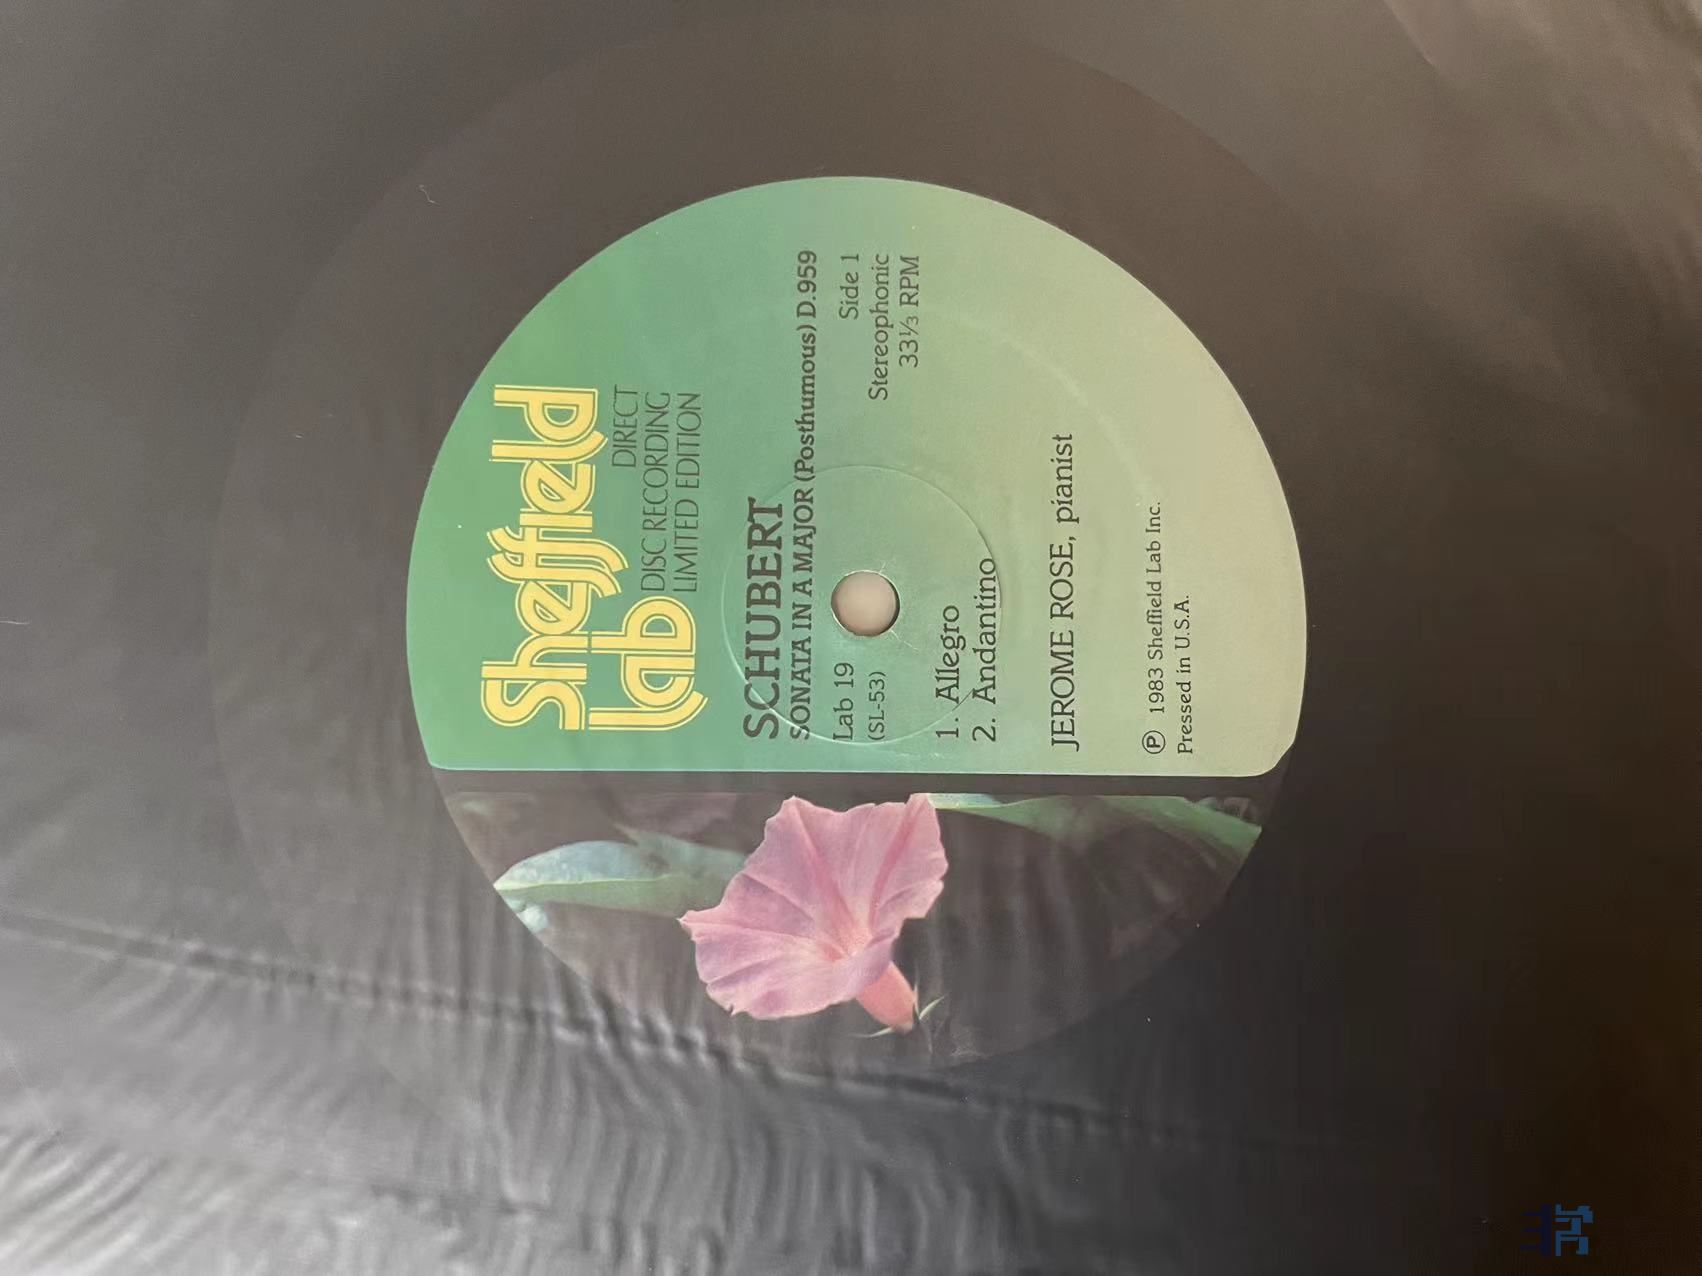 Sheffield
Lab
DIRECT
DISC RECORDING
LIMITED EDITION
SCHUBERT
SONATA IN A MAJOR (Posthumous) D.959
Lab 19
(SL-53)
Side 1
Stereophonic
33⅓ RPM
1. Allegro
2. Andantino
JEROME ROSE, pianist
Ⓟ 1983 Sheffield Lab Inc.
Pressed in U.S.A.